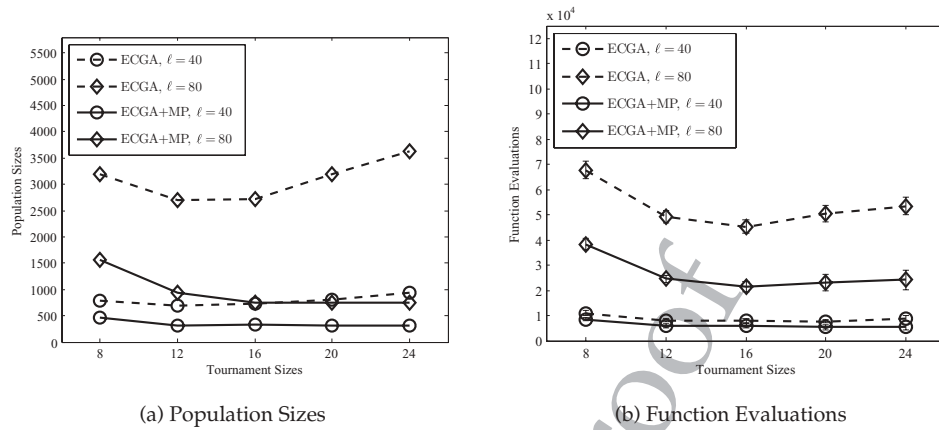 5500
5000
4500
4000
3500
3000
2500
2000
1500
1000
500
0
Population Sizes
ECGA, ℓ = 40
ECGA, ℓ = 80
ECGA+MP, ℓ = 40
ECGA+MP, ℓ = 80
8 12 16 20 24
Tournament Sizes
(a) Population Sizes
x 10⁴
12
11
10
9
8
7
6
5
4
3
2
1
0
Function Evaluations
ECGA, ℓ = 40
ECGA, ℓ = 80
ECGA+MP, ℓ = 40
ECGA+MP, ℓ = 80
8 12 16 20 24
Tournament Sizes
(b) Function Evaluations
roof